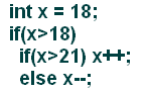 int x = 18;
if(x>18)
if(x>21) x++;
else x--;